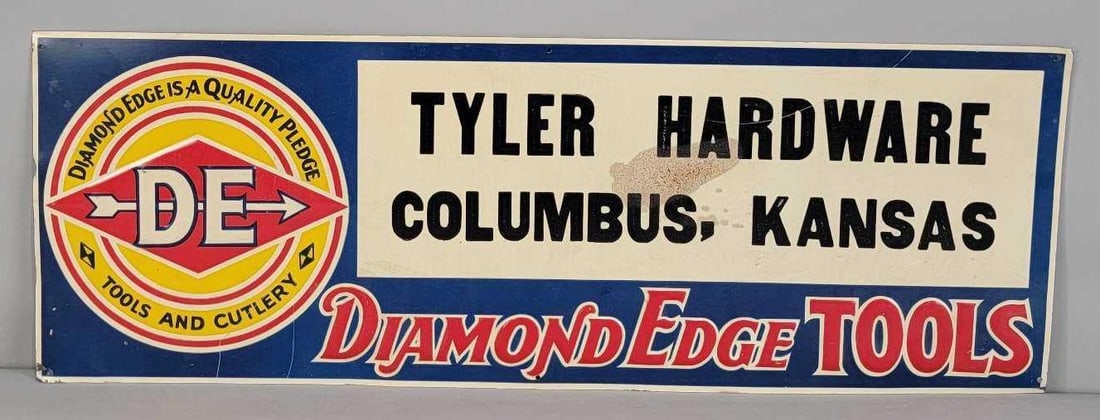 DIAMOND EDGE IS A QUALITY PLEDGE
DE
TOOLS AND CUTLERY
TYLER HARDWARE
COLUMBUS, KANSAS
DIAMOND EDGE TOOLS